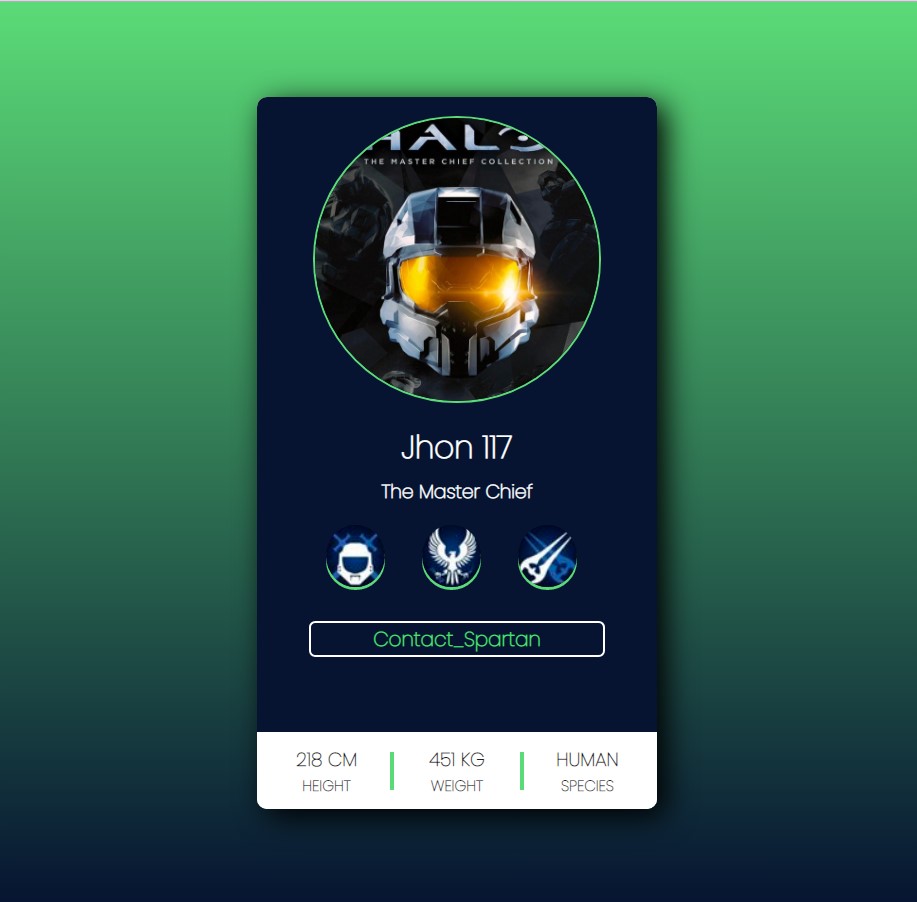 HALO
THE MASTER CHIEF COLLECTION
Jhon 117
The Master Chief
Contact_Spartan
218 CM
HEIGHT
451 KG
WEIGHT
HUMAN
SPECIES